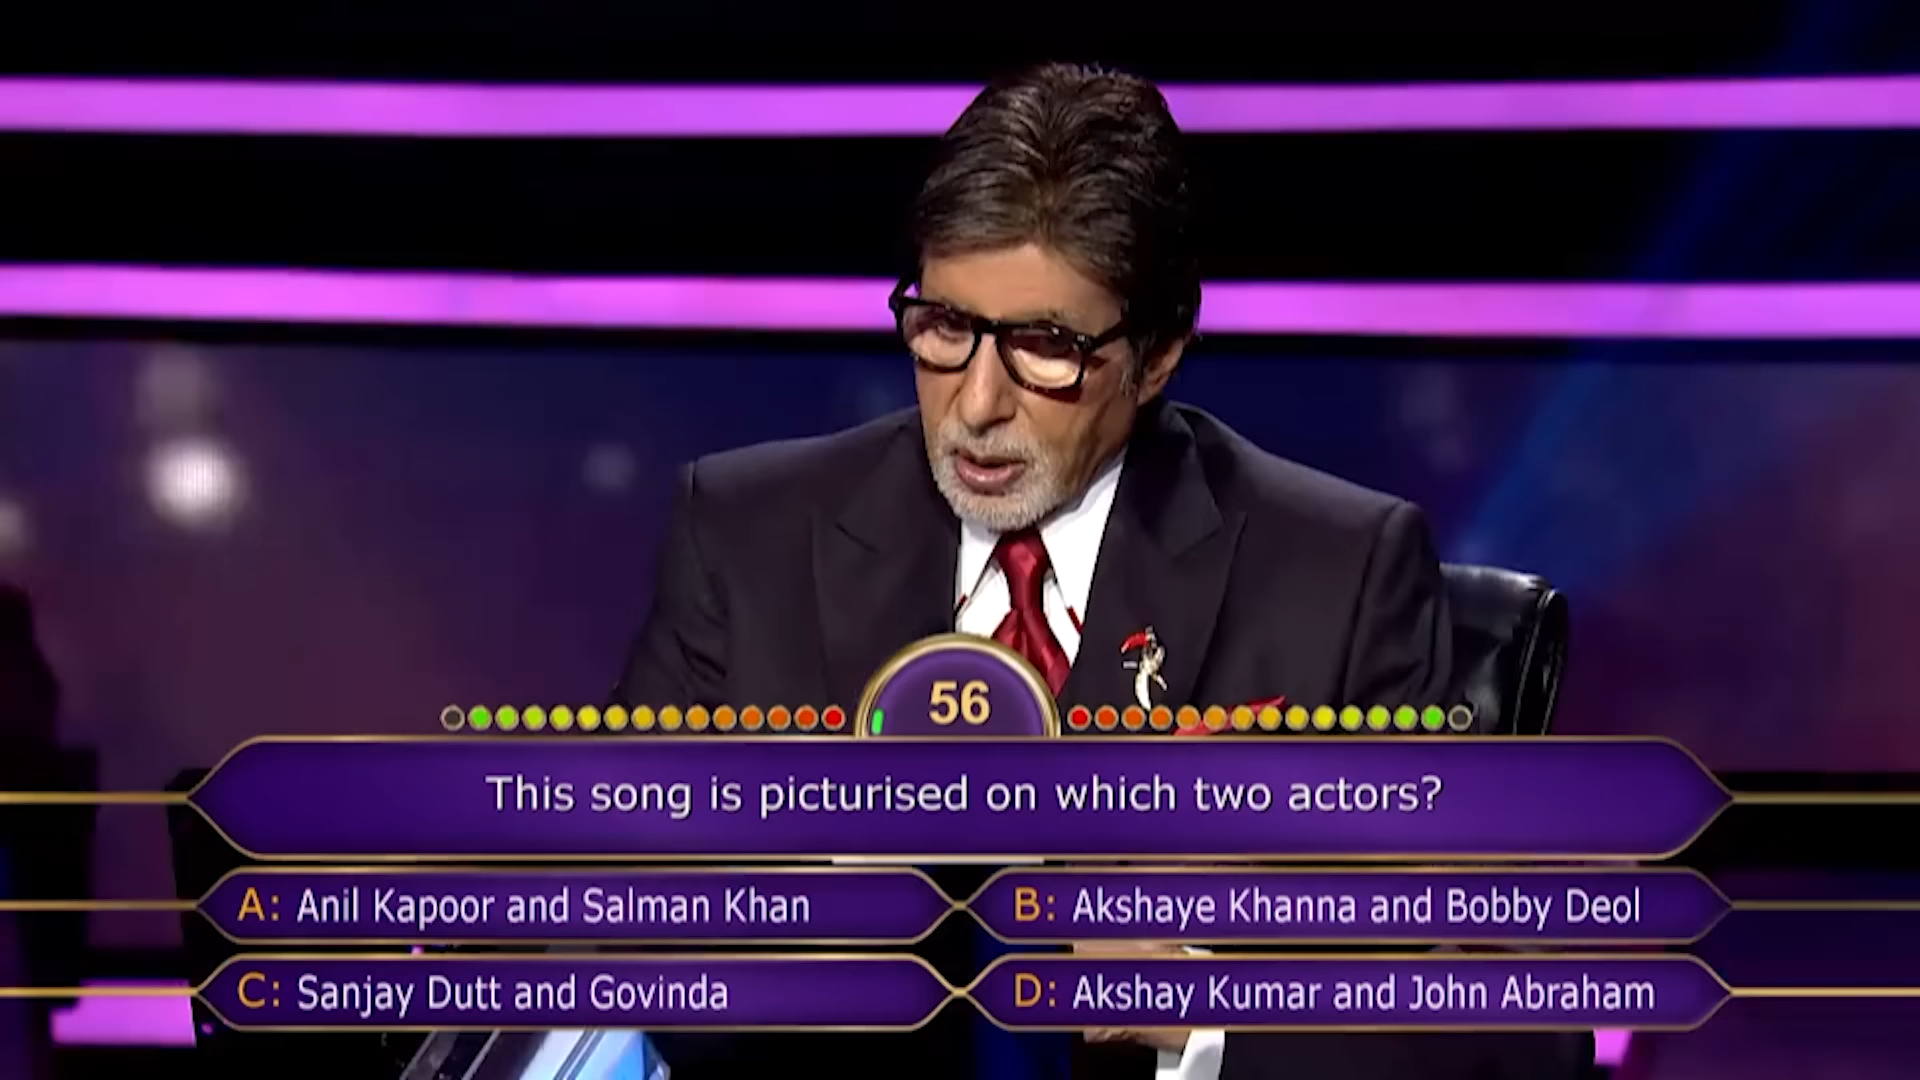 56
This song is picturised on which two actors?
A: Anil Kapoor and Salman Khan
B: Akshaye Khanna and Bobby Deol
C: Sanjay Dutt and Govinda
D: Akshay Kumar and John Abraham